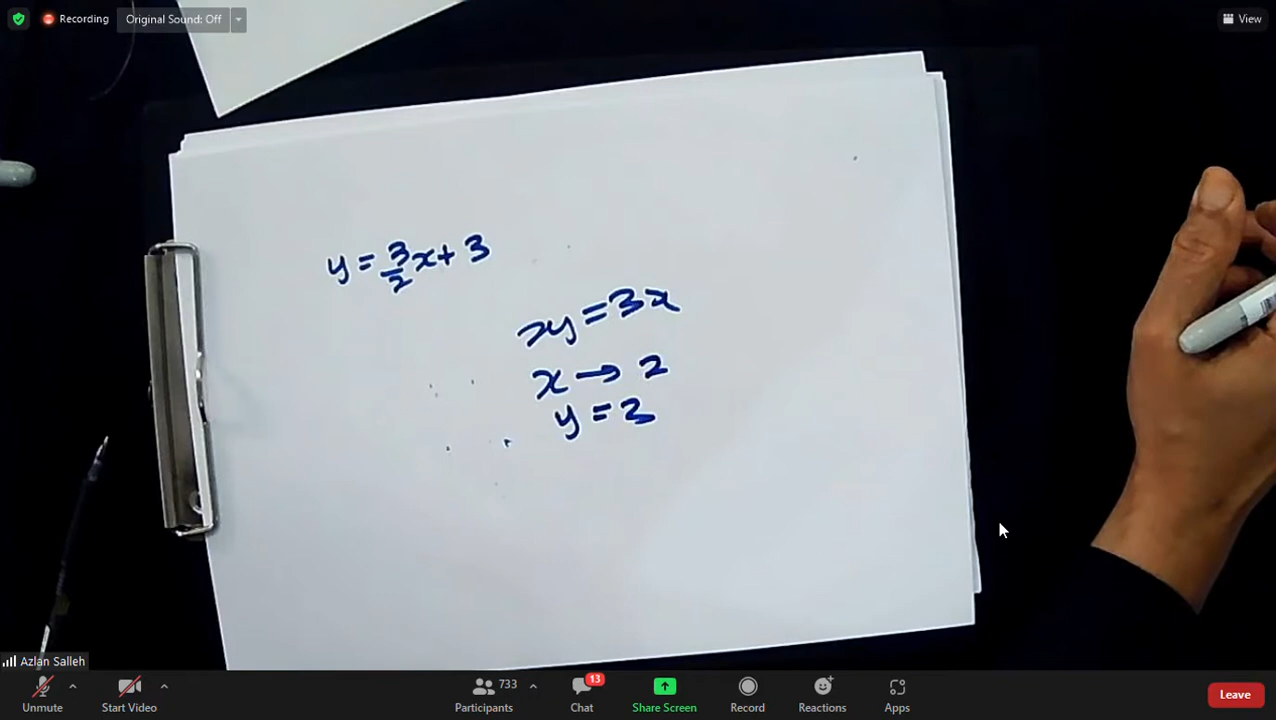 Recording
Original Sound: Off
View
y = 3/2 x + 3
xy = 3x
x → 2
y = 3
Azlan Salleh
Unmute
Start Video
733
Participants
13
Chat
Share Screen
Record
Reactions
Apps
Leave